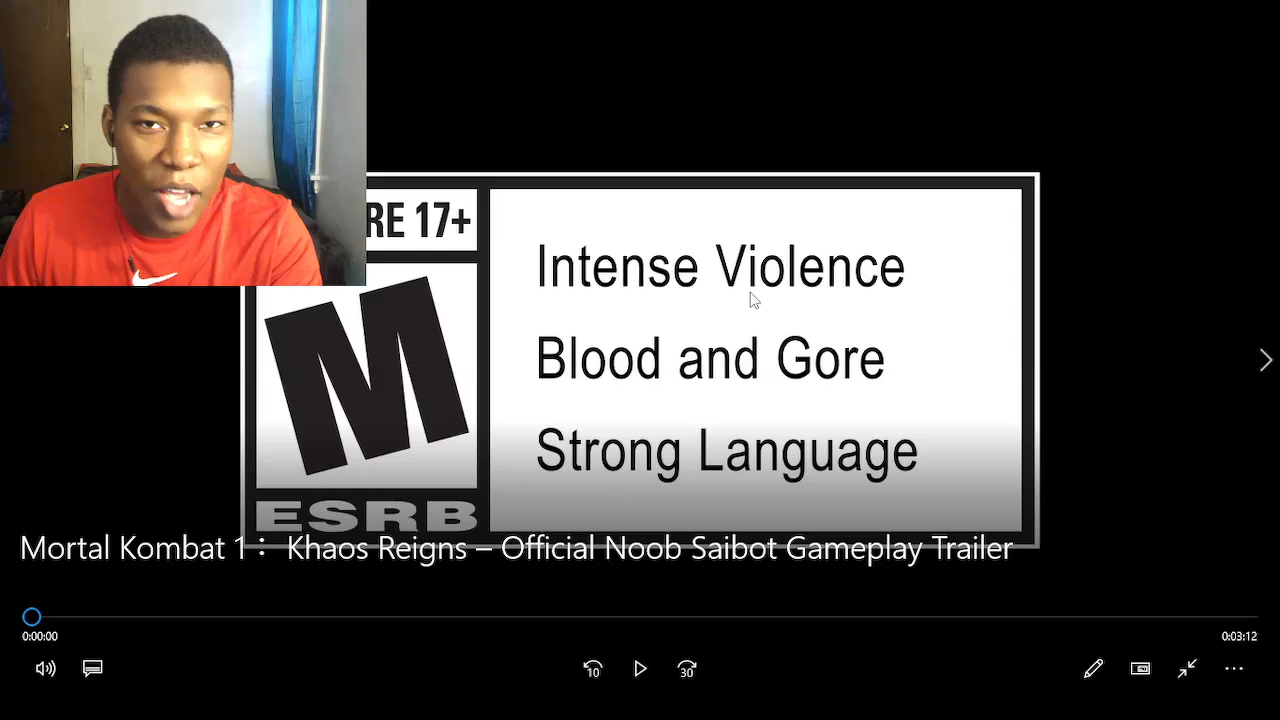 RE 17+
Intense Violence
Blood and Gore
Strong Language
M
ESRB
Mortal Kombat 1： Khaos Reigns – Official Noob Saibot Gameplay Trailer
0:00:00
0:03:12
10
30